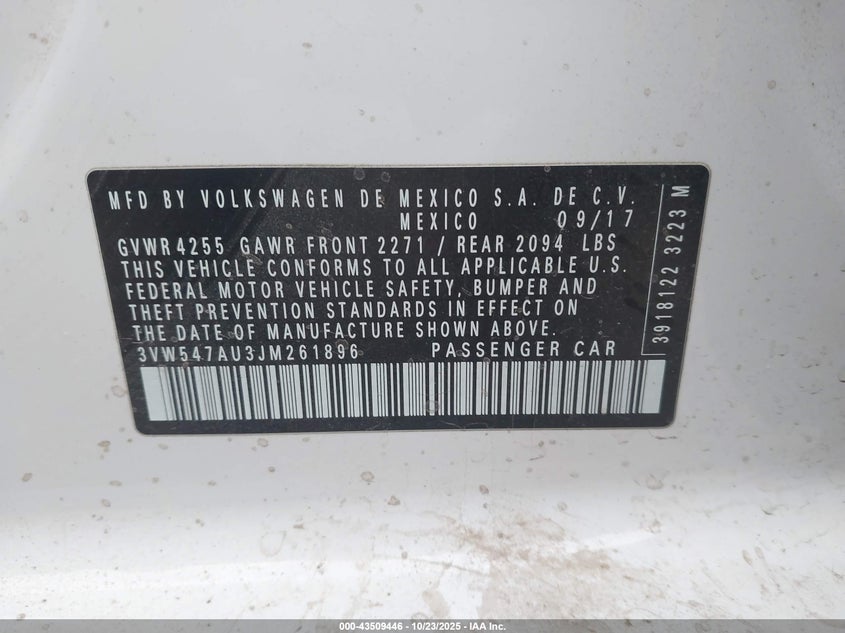 MFD BY VOLKSWAGEN DE MEXICO S.A. DE C.V.
MEXICO 09/17
GVWR 4255 GAWR FRONT 2271 / REAR 2094 LBS
THIS VEHICLE CONFORMS TO ALL APPLICABLE U.S.
FEDERAL MOTOR VEHICLE SAFETY, BUMPER AND
THEFT PREVENTION STANDARDS IN EFFECT ON
THE DATE OF MANUFACTURE SHOWN ABOVE.
3VW547AU3JM261896 PASSENGER CAR
3918122 3223 M
000-43509446 - 10/23/2025 - IAA Inc.